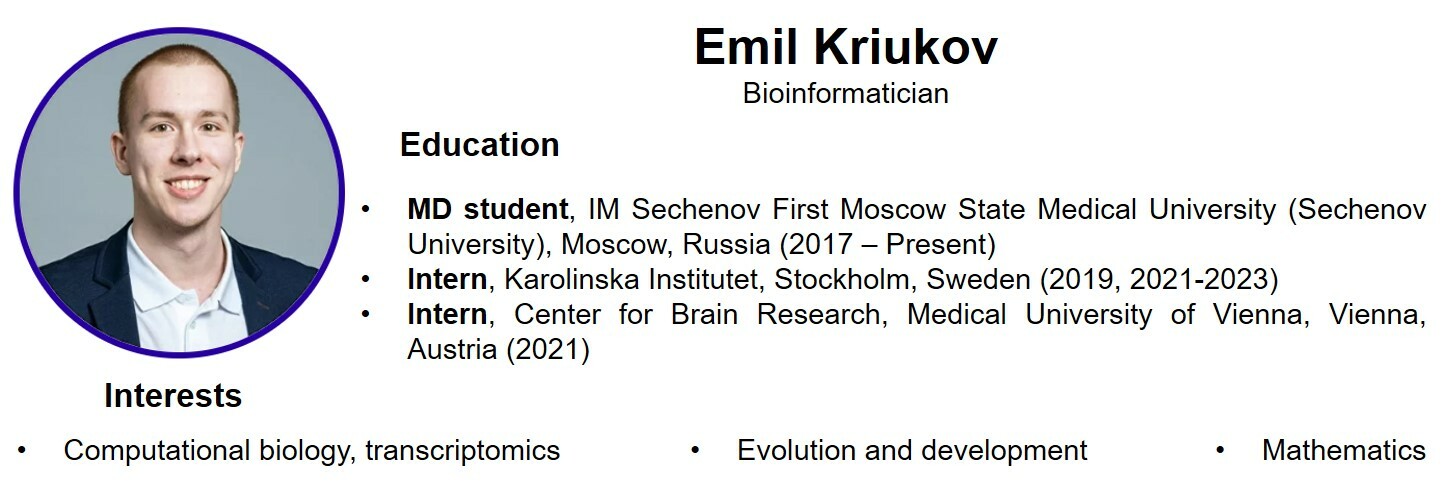 Emil Kriukov
Bioinformatician
Education
• MD student, IM Sechenov First Moscow State Medical University (Sechenov
University), Moscow, Russia (2017 – Present)
• Intern, Karolinska Institutet, Stockholm, Sweden (2019, 2021-2023)
• Intern, Center for Brain Research, Medical University of Vienna, Vienna,
Austria (2021)
Interests
• Computational biology, transcriptomics • Evolution and development • Mathematics